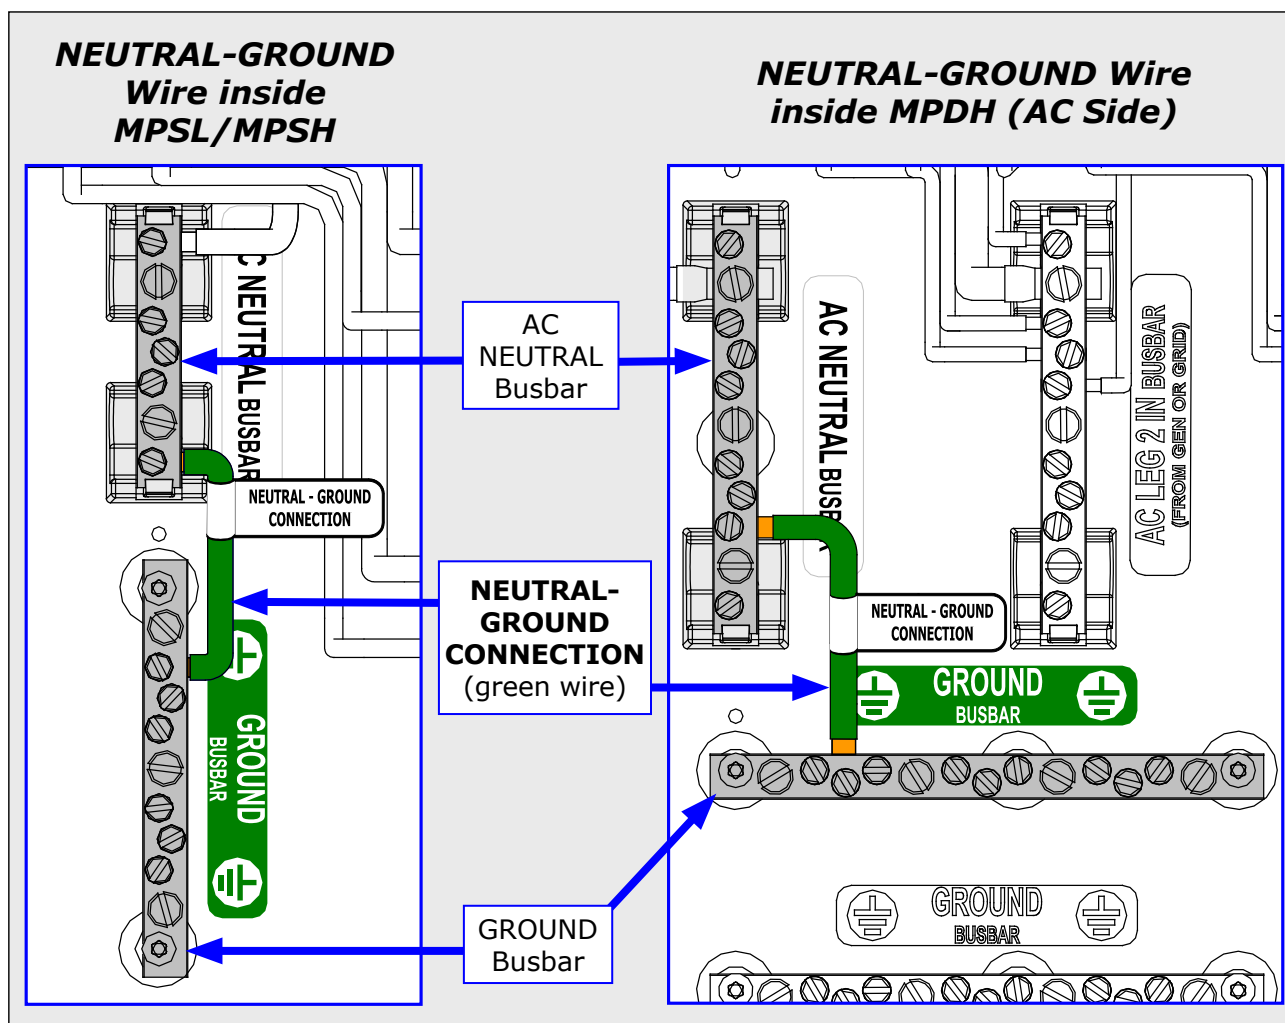 NEUTRAL-GROUND
Wire inside
MPSL/MPSH
NEUTRAL-GROUND Wire
inside MPDH (AC Side)
C NEUTRAL BUSBAR
NEUTRAL - GROUND
CONNECTION
GROUND
BUSBAR
AC
NEUTRAL
Busbar
NEUTRAL-
GROUND
CONNECTION
(green wire)
GROUND
Busbar
AC NEUTRAL BUSBAR
AC LEG 2 IN BUSBAR
(FROM GEN OR GRID)
NEUTRAL - GROUND
CONNECTION
GROUND
BUSBAR
GROUND
BUSBAR